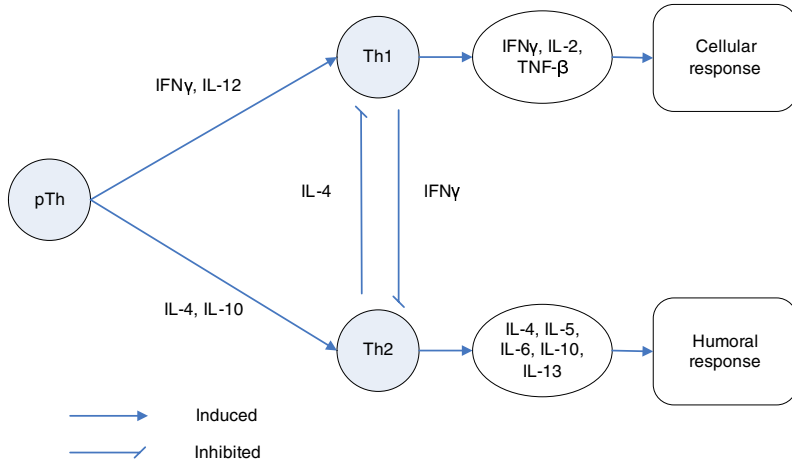 Th1
IFNγ, IL-2,
TNF-β
Cellular
response
IFNγ, IL-12
pTh
IL-4
IFNγ
IL-4, IL-10
Th2
IL-4, IL-5,
IL-6, IL-10,
IL-13
Humoral
response
Induced
Inhibited